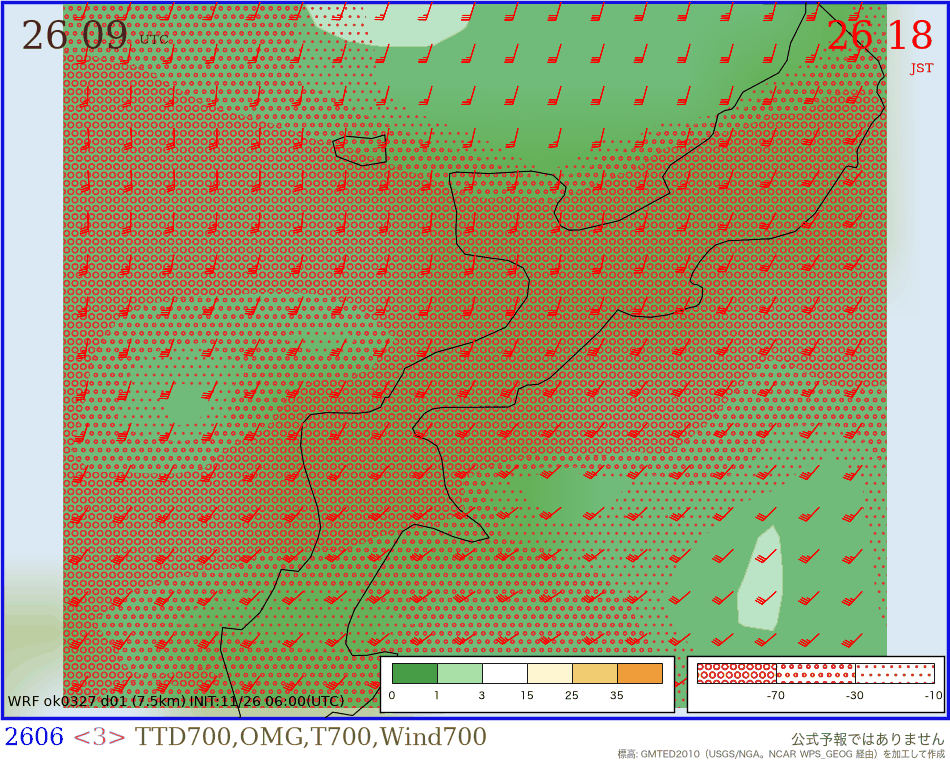 26 09 UTC
26 18
JST
0 1 3 15 25 35
-70 -30 -10
WRF ok0327 d01 (7.5km) INIT:11/26 06:00(UTC)
2606 <3> TTD700,OMG,T700,Wind700
公式予報ではありません
標高: GMTED2010（USGS/NGA。NCAR WPS_GEOG 経由）を加工して作成